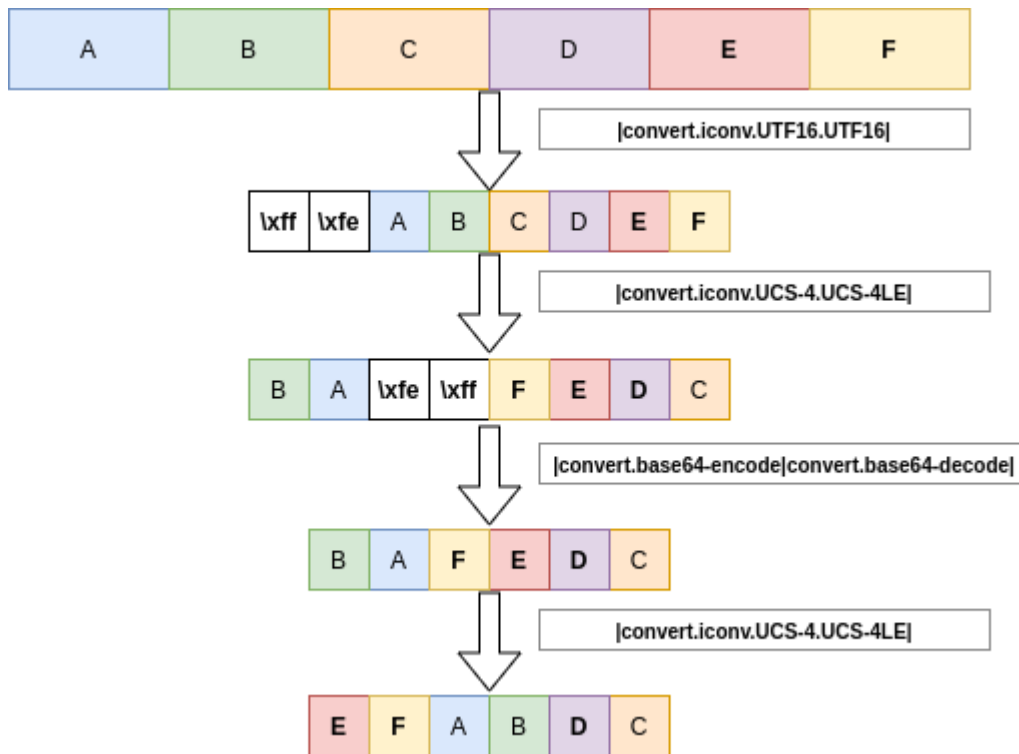 A B C D E F
|convert.iconv.UTF16.UTF16|
\xff \xfe A B C D E F
|convert.iconv.UCS-4.UCS-4LE|
B A \xfe \xff F E D C
|convert.base64-encode|convert.base64-decode|
B A F E D C
|convert.iconv.UCS-4.UCS-4LE|
E F A B D C